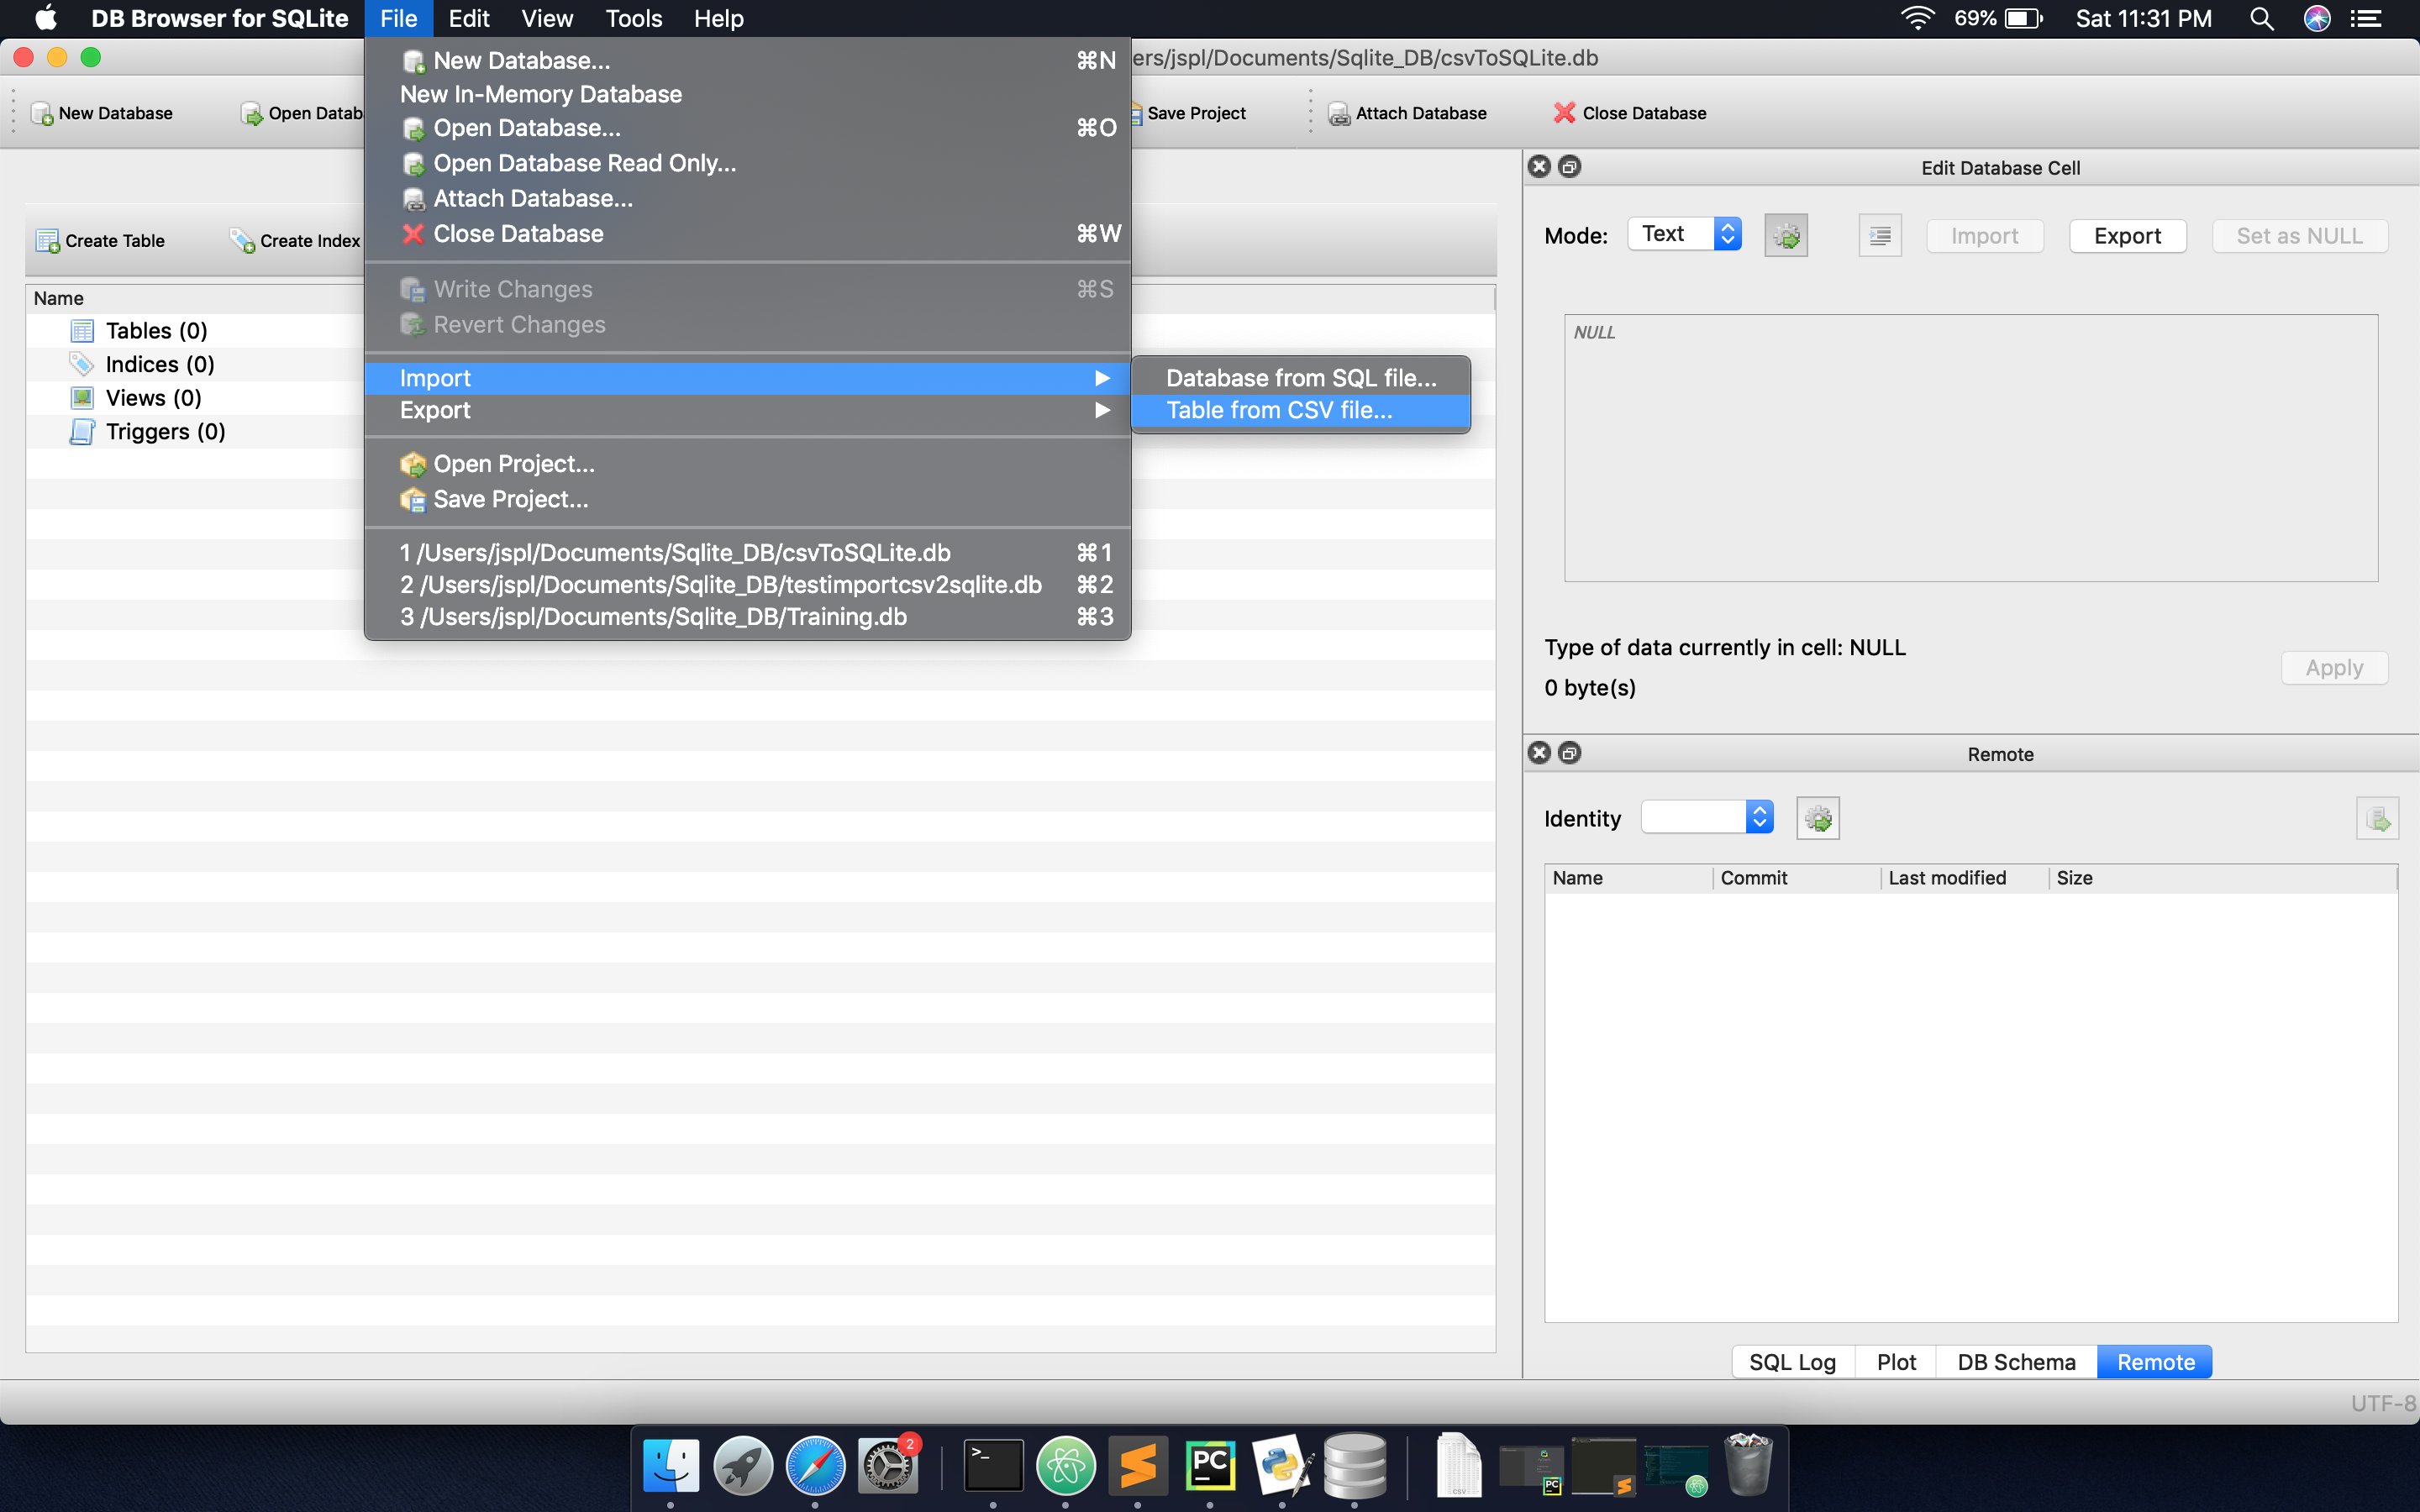 DB Browser for SQLite File Edit View Tools Help 69% Sat 11:31 PM
ers/jspl/Documents/Sqlite_DB/csvToSQLite.db
New Database Open Datab Save Project Attach Database Close Database
New Database... ⌘N
New In-Memory Database
Open Database... ⌘O
Open Database Read Only...
Attach Database...
Close Database ⌘W
Write Changes ⌘S
Revert Changes
Import
Export
Database from SQL file...
Table from CSV file...
Open Project...
Save Project...
1 /Users/jspl/Documents/Sqlite_DB/csvToSQLite.db ⌘1
2 /Users/jspl/Documents/Sqlite_DB/testimportcsv2sqlite.db ⌘2
3 /Users/jspl/Documents/Sqlite_DB/Training.db ⌘3
Create Table Create Index
Name
Tables (0)
Indices (0)
Views (0)
Triggers (0)
Edit Database Cell
Mode: Text Import Export Set as NULL
NULL
Type of data currently in cell: NULL
0 byte(s)
Apply
Remote
Identity
Name Commit Last modified Size
SQL Log Plot DB Schema Remote
UTF-8
2
>_
PC
CSV
PC